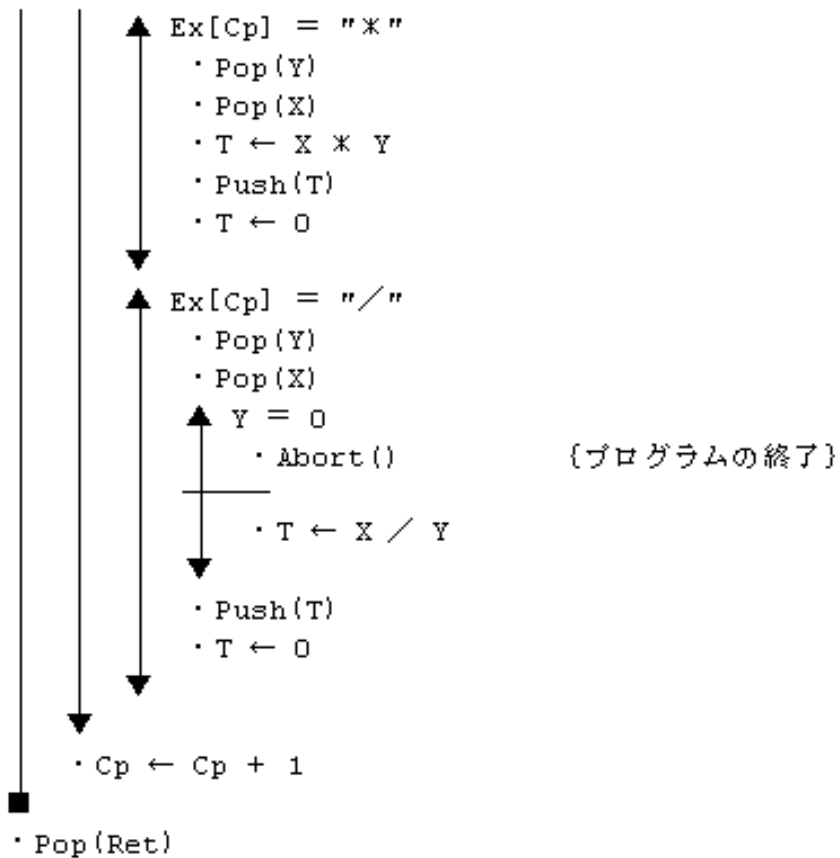 Ex[Cp] = "*"
・Pop(Y)
・Pop(X)
・T ← X * Y
・Push(T)
・T ← 0
Ex[Cp] = "／"
・Pop(Y)
・Pop(X)
Y = 0
・Abort() {プログラムの終了}
・T ← X ／ Y
・Push(T)
・T ← 0
・Cp ← Cp + 1
・Pop(Ret)